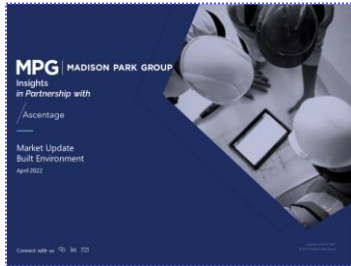 MPG | MADISON PARK GROUP
Insights
in Partnership with
Ascentage
Market Update
Built Environment
April 2022
Connect with us